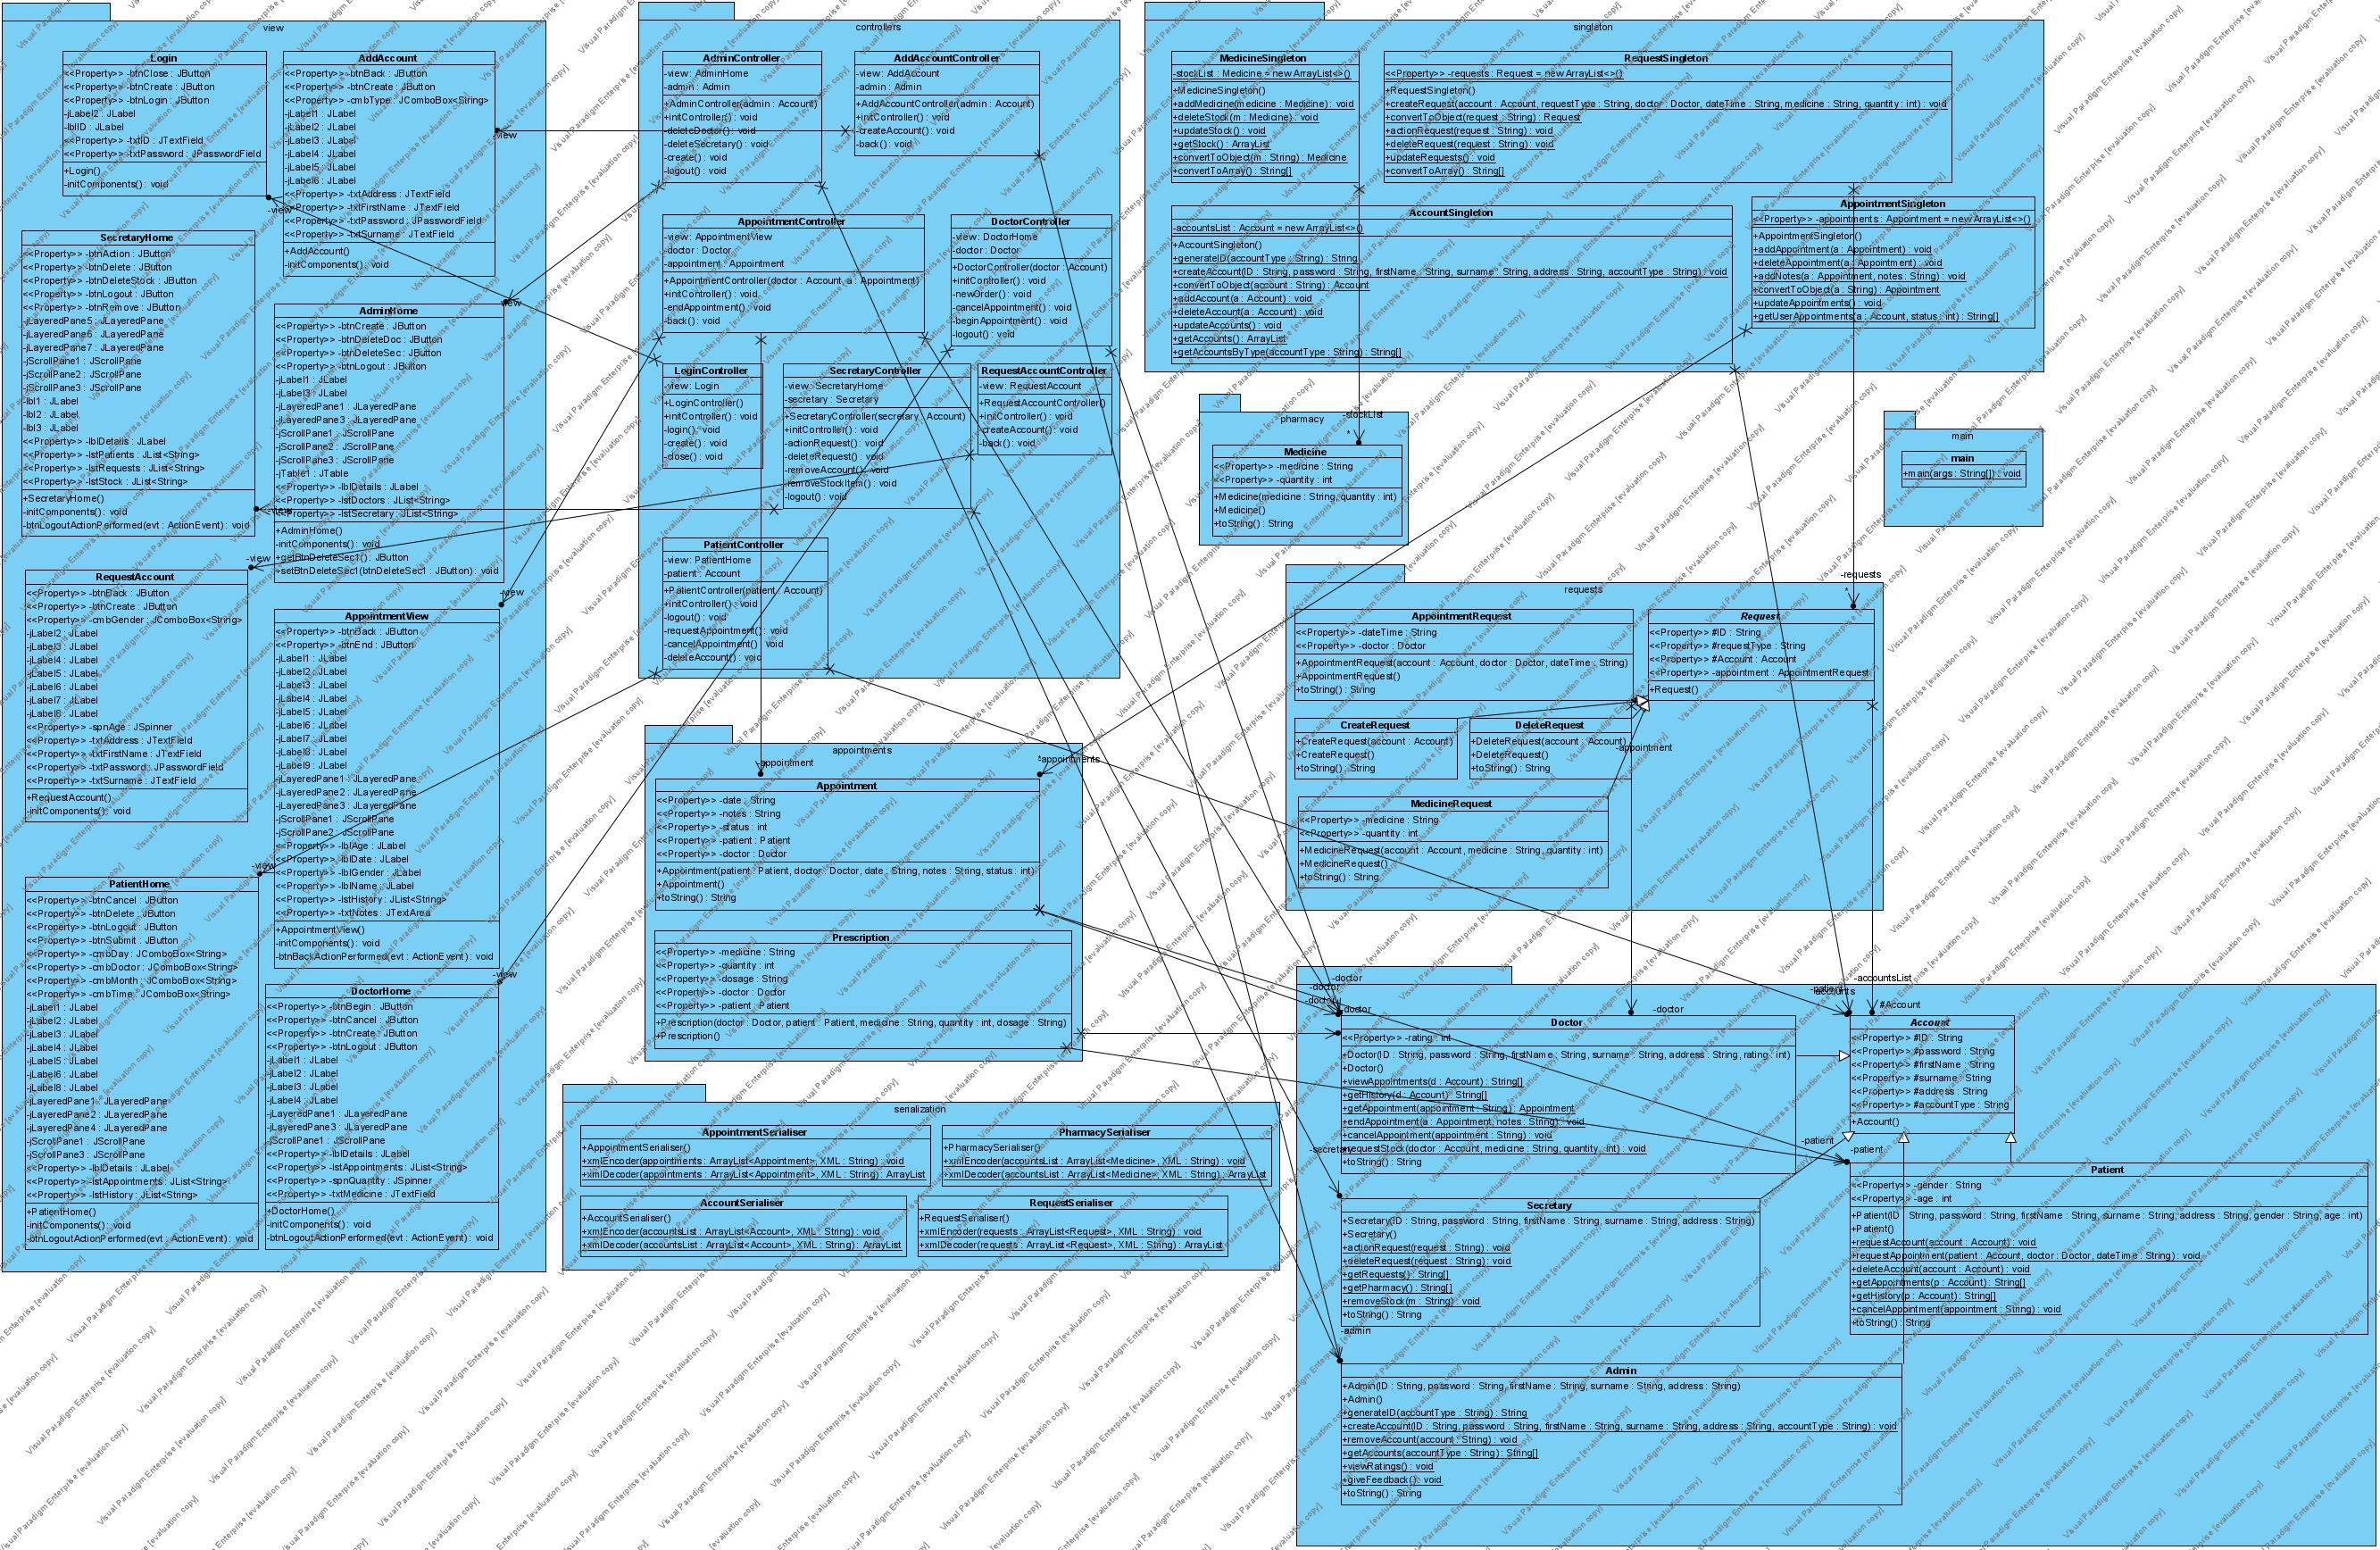 view
Login
<<Property>> -btnClose : JButton
<<Property>> -btnCreate : JButton
<<Property>> -btnLogin : JButton
-jLabel2 : JLabel
-lblID : JLabel
<<Property>> -txtID : JTextField
<<Property>> -txtPassword : JPasswordField
+Login()
-initComponents() : void
AddAccount
<<Property>> -btnBack : JButton
<<Property>> -btnCreate : JButton
<<Property>> -cmbType : JComboBox<String>
-jLabel1 : JLabel
-jLabel2 : JLabel
-jLabel3 : JLabel
-jLabel4 : JLabel
-jLabel5 : JLabel
-jLabel6 : JLabel
<<Property>> -txtAddress : JTextField
<<Property>> -txtFirstName : JTextField
<<Property>> -txtPassword : JPasswordField
<<Property>> -txtSurname : JTextField
+AddAccount()
-initComponents() : void
-view
-view
SecretaryHome
<<Property>> -btnAction : JButton
<<Property>> -btnDelete : JButton
<<Property>> -btnDeleteStock : JButton
<<Property>> -btnLogout : JButton
<<Property>> -btnRemove : JButton
-jLayeredPane5 : JLayeredPane
-jLayeredPane6 : JLayeredPane
-jLayeredPane7 : JLayeredPane
-jScrollPane1 : JScrollPane
-jScrollPane2 : JScrollPane
-jScrollPane3 : JScrollPane
-lbl1 : JLabel
-lbl2 : JLabel
-lbl3 : JLabel
<<Property>> -lblDetails : JLabel
<<Property>> -lstPatients : JList<String>
<<Property>> -lstRequests : JList<String>
<<Property>> -lstStock : JList<String>
+SecretaryHome()
-initComponents() : void
-btnLogoutActionPerformed(evt : ActionEvent) : void
-view
-view
AdminHome
<<Property>> -btnCreate : JButton
<<Property>> -btnDeleteDoc : JButton
<<Property>> -btnDeleteSec : JButton
<<Property>> -btnLogout : JButton
-jLabel1 : JLabel
-jLabel3 : JLabel
-jLayeredPane1 : JLayeredPane
-jLayeredPane3 : JLayeredPane
-jScrollPane1 : JScrollPane
-jScrollPane2 : JScrollPane
-jScrollPane3 : JScrollPane
-jTable1 : JTable
<<Property>> -lblDetails : JLabel
<<Property>> -lstDoctors : JList<String>
<<Property>> -lstSecretary : JList<String>
+AdminHome()
-initComponents() : void
+getBtnDeleteSec1() : JButton
+setBtnDeleteSec1(btnDeleteSec1 : JButton) : void
-view
-view
RequestAccount
<<Property>> -btnBack : JButton
<<Property>> -btnCreate : JButton
<<Property>> -cmbGender : JComboBox<String>
-jLabel2 : JLabel
-jLabel3 : JLabel
-jLabel4 : JLabel
-jLabel5 : JLabel
-jLabel6 : JLabel
-jLabel7 : JLabel
-jLabel8 : JLabel
<<Property>> -spnAge : JSpinner
<<Property>> -txtAddress : JTextField
<<Property>> -txtFirstName : JTextField
<<Property>> -txtPassword : JPasswordField
<<Property>> -txtSurname : JTextField
+RequestAccount()
-initComponents() : void
AppointmentView
<<Property>> -btnBack : JButton
<<Property>> -btnEnd : JButton
-jLabel1 : JLabel
-jLabel2 : JLabel
-jLabel3 : JLabel
-jLabel4 : JLabel
-jLabel5 : JLabel
-jLabel6 : JLabel
-jLabel7 : JLabel
-jLabel8 : JLabel
-jLabel9 : JLabel
-jLayeredPane1 : JLayeredPane
-jLayeredPane2 : JLayeredPane
-jLayeredPane3 : JLayeredPane
-jScrollPane1 : JScrollPane
-jScrollPane2 : JScrollPane
<<Property>> -lblAge : JLabel
<<Property>> -lblDate : JLabel
<<Property>> -lblGender : JLabel
<<Property>> -lblName : JLabel
<<Property>> -lstHistory : JList<String>
<<Property>> -txtNotes : JTextArea
+AppointmentView()
-initComponents() : void
-btnBackActionPerformed(evt : ActionEvent) : void
-view
PatientHome
<<Property>> -btnCancel : JButton
<<Property>> -btnDelete : JButton
<<Property>> -btnLogout : JButton
<<Property>> -btnSubmit : JButton
<<Property>> -cmbDay : JComboBox<String>
<<Property>> -cmbDoctor : JComboBox<String>
<<Property>> -cmbMonth : JComboBox<String>
<<Property>> -cmbTime : JComboBox<String>
-jLabel1 : JLabel
-jLabel2 : JLabel
-jLabel3 : JLabel
-jLabel4 : JLabel
-jLabel5 : JLabel
-jLabel6 : JLabel
-jLabel8 : JLabel
-jLayeredPane1 : JLayeredPane
-jLayeredPane2 : JLayeredPane
-jLayeredPane4 : JLayeredPane
-jScrollPane1 : JScrollPane
-jScrollPane3 : JScrollPane
<<Property>> -lblDetails : JLabel
<<Property>> -lstAppointments : JList<String>
<<Property>> -lstHistory : JList<String>
+PatientHome()
-initComponents() : void
-btnLogoutActionPerformed(evt : ActionEvent) : void
-view
DoctorHome
<<Property>> -btnBegin : JButton
<<Property>> -btnCancel : JButton
<<Property>> -btnCreate : JButton
<<Property>> -btnLogout : JButton
-jLabel1 : JLabel
-jLabel2 : JLabel
-jLabel3 : JLabel
-jLabel4 : JLabel
-jLayeredPane1 : JLayeredPane
-jLayeredPane3 : JLayeredPane
-jScrollPane1 : JScrollPane
<<Property>> -lblDetails : JLabel
<<Property>> -lstAppointments : JList<String>
<<Property>> -spnQuantity : JSpinner
<<Property>> -txtMedicine : JTextField
+DoctorHome()
-initComponents() : void
-btnLogoutActionPerformed(evt : ActionEvent) : void
controllers
AdminController
-view : AdminHome
-admin : Admin
+AdminController(admin : Account)
+initController() : void
-deleteDoctor() : void
-deleteSecretary() : void
-create() : void
-logout() : void
AddAccountController
-view : AddAccount
-admin : Admin
+AddAccountController(admin : Account)
+initController() : void
-createAccount() : void
-back() : void
AppointmentController
-view : AppointmentView
-doctor : Doctor
-appointment : Appointment
+AppointmentController(doctor : Account, a : Appointment)
+initController() : void
-endAppointment() : void
-back() : void
DoctorController
-view : DoctorHome
-doctor : Doctor
+DoctorController(doctor : Account)
+initController() : void
-newOrder() : void
-cancelAppointment() : void
-beginAppointment() : void
-logout() : void
LoginController
-view : Login
+LoginController()
+initController() : void
-login() : void
-create() : void
-close() : void
SecretaryController
-view : SecretaryHome
-secretary : Secretary
+SecretaryController(secretary : Account)
+initController() : void
-actionRequest() : void
-deleteRequest() : void
-removeAccount() : void
-removeStockItem() : void
-logout() : void
RequestAccountController
-view : RequestAccount
+RequestAccountController()
+initController() : void
-createAccount() : void
-back() : void
PatientController
-view : PatientHome
-patient : Account
+PatientController(patient : Account)
+initController() : void
-logout() : void
-requestAppointment() : void
-cancelAppointment() : void
-deleteAccount() : void
singleton
MedicineSingleton
-stockList : Medicine = new ArrayList<>()
+MedicineSingleton()
+addMedicine(medicine : Medicine) : void
+deleteStock(m : Medicine) : void
+updateStock() : void
+getStock() : ArrayList
+convertToObject(m : String) : Medicine
+convertToArray() : String[]
RequestSingleton
<<Property>> -requests : Request = new ArrayList<>()
+RequestSingleton()
+createRequest(account : Account, requestType : String, doctor : Doctor, dateTime : String, medicine : String, quantity : int) : void
+convertToObject(request : String) : Request
+actionRequest(request : String) : void
+deleteRequest(request : String) : void
+updateRequests() : void
+convertToArray() : String[]
AccountSingleton
-accountsList : Account = new ArrayList<>()
+AccountSingleton()
+generateID(accountType : String) : String
+createAccount(ID : String, password : String, firstName : String, surname : String, address : String, accountType : String) : void
+convertToObject(account : String) : Account
+addAccount(a : Account) : void
+deleteAccount(a : Account) : void
+updateAccounts() : void
+getAccounts() : ArrayList
+getAccountsByType(accountType : String) : String[]
AppointmentSingleton
<<Property>> -appointments : Appointment = new ArrayList<>()
+AppointmentSingleton()
+addAppointment(a : Appointment) : void
+deleteAppointment(a : Appointment) : void
+addNotes(a : Appointment, notes : String) : void
+convertToObject(a : String) : Appointment
+updateAppointments() : void
+getUserAppointments(a : Account, status : int) : String[]
pharmacy
-stockList
*
Medicine
<<Property>> -medicine : String
<<Property>> -quantity : int
+Medicine(medicine : String, quantity : int)
+Medicine()
+toString() : String
main
main
+main(args : String[]) : void
-requests
*
requests
AppointmentRequest
<<Property>> -dateTime : String
<<Property>> -doctor : Doctor
+AppointmentRequest(account : Account, doctor : Doctor, dateTime : String)
+AppointmentRequest()
+toString() : String
Request
<<Property>> #ID : String
<<Property>> #requestType : String
<<Property>> #Account : Account
<<Property>> -appointment : AppointmentRequest
+Request()
CreateRequest
+CreateRequest(account : Account)
+CreateRequest()
+toString() : String
DeleteRequest
+DeleteRequest(account : Account)
+DeleteRequest()
+toString() : String
-appointment
MedicineRequest
<<Property>> -medicine : String
<<Property>> -quantity : int
+MedicineRequest(account : Account, medicine : String, quantity : int)
+MedicineRequest()
+toString() : String
appointments
-appointment
-appointments
Appointment
<<Property>> -date : String
<<Property>> -notes : String
<<Property>> -status : int
<<Property>> -patient : Patient
<<Property>> -doctor : Doctor
+Appointment(patient : Patient, doctor : Doctor, date : String, notes : String, status : int)
+Appointment()
+toString() : String
Prescription
<<Property>> -medicine : String
<<Property>> -quantity : int
<<Property>> -dosage : String
<<Property>> -doctor : Doctor
<<Property>> -patient : Patient
+Prescription(doctor : Doctor, patient : Patient, medicine : String, quantity : int, dosage : String)
+Prescription()
serialization
AppointmentSerialiser
+AppointmentSerialiser()
+xmlEncoder(appointments : ArrayList<Appointment>, XML : String) : void
+xmlDecoder(appointments : ArrayList<Appointment>, XML : String) : ArrayList
PharmacySerialiser
+PharmacySerialiser()
+xmlEncoder(accountsList : ArrayList<Medicine>, XML : String) : void
+xmlDecoder(accountsList : ArrayList<Medicine>, XML : String) : ArrayList
AccountSerialiser
+AccountSerialiser()
+xmlEncoder(accountsList : ArrayList<Account>, XML : String) : void
+xmlDecoder(accountsList : ArrayList<Account>, XML : String) : ArrayList
RequestSerialiser
+RequestSerialiser()
+xmlEncoder(requests : ArrayList<Request>, XML : String) : void
+xmlDecoder(requests : ArrayList<Request>, XML : String) : ArrayList
-doctor
-doctor
-doctor
-doctor
-doctor
-accountsList
-patient
#Account
Doctor
<<Property>> -rating : int
+Doctor(ID : String, password : String, firstName : String, surname : String, address : String, rating : int)
+Doctor()
+viewAppointments(d : Account) : String[]
+getHistory(d : Account) : String[]
+getAppointment(appointment : String) : Appointment
+endAppointment(a : Appointment, notes : String) : void
+cancelAppointment(appointment : String) : void
+requestStock(doctor : Account, medicine : String, quantity : int) : void
+toString() : String
Account
<<Property>> #ID : String
<<Property>> #password : String
<<Property>> #firstName : String
<<Property>> #surname : String
<<Property>> #address : String
<<Property>> #accountType : String
+Account()
-patient
-patient
-secretary
Secretary
+Secretary(ID : String, password : String, firstName : String, surname : String, address : String)
+Secretary()
+actionRequest(request : String) : void
+deleteRequest(request : String) : void
+getRequests() : String[]
+getPharmacy() : String[]
+removeStock(m : String) : void
+toString() : String
Patient
<<Property>> -gender : String
<<Property>> -age : int
+Patient(ID : String, password : String, firstName : String, surname : String, address : String, gender : String, age : int)
+Patient()
+requestAccount(account : Account) : void
+requestAppointment(patient : Account, doctor : Doctor, dateTime : String) : void
+deleteAccount(account : Account) : void
+getAppointments(p : Account) : String[]
+getHistory(p : Account) : String[]
+cancelAppointment(appointment : String) : void
+toString() : String
-admin
Admin
+Admin(ID : String, password : String, firstName : String, surname : String, address : String)
+Admin()
+generateID(accountType : String) : String
+createAccount(ID : String, password : String, firstName : String, surname : String, address : String, accountType : String) : void
+removeAccount(account : String) : void
+getAccounts(accountType : String) : String[]
+viewRatings() : void
+giveFeedback() : void
+toString() : String
Visual Paradigm Enterprise [evaluation copy]